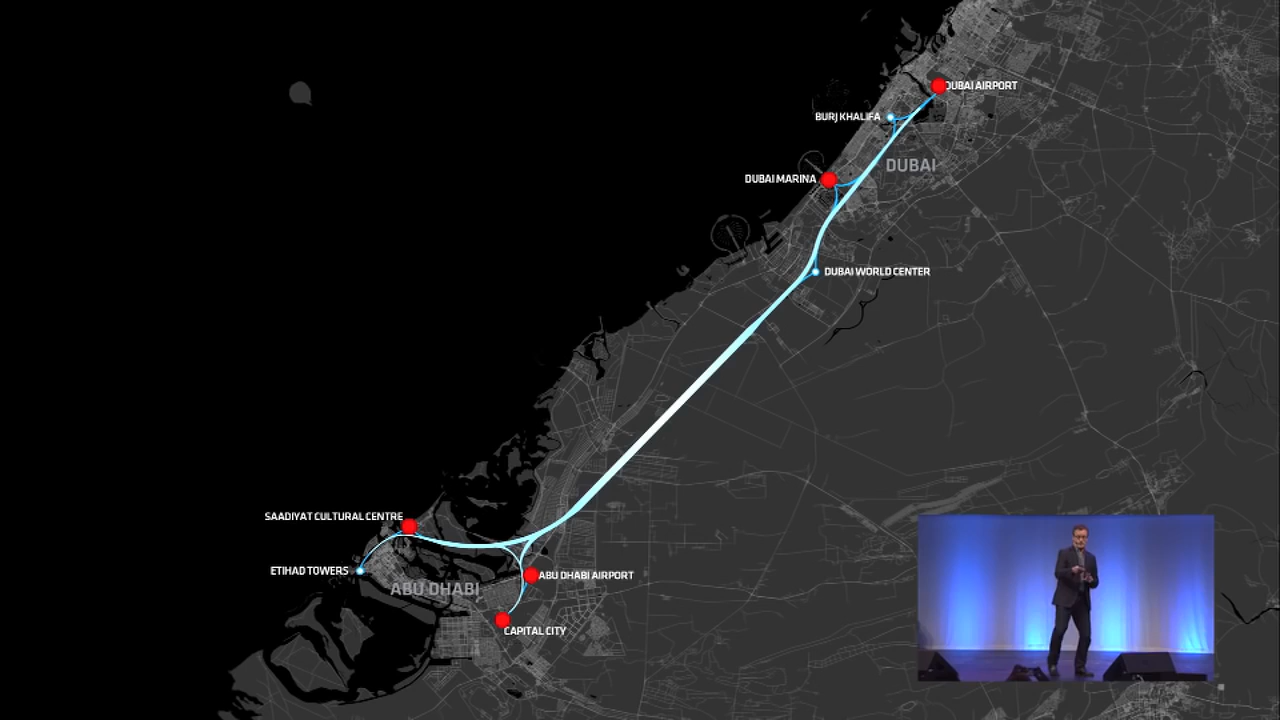 DUBAI AIRPORT
BURJ KHALIFA
DUBAI
DUBAI MARINA
DUBAI WORLD CENTER
SAADIYAT CULTURAL CENTRE
ETIHAD TOWERS
ABU DHABI AIRPORT
ABU DHABI
CAPITAL CITY